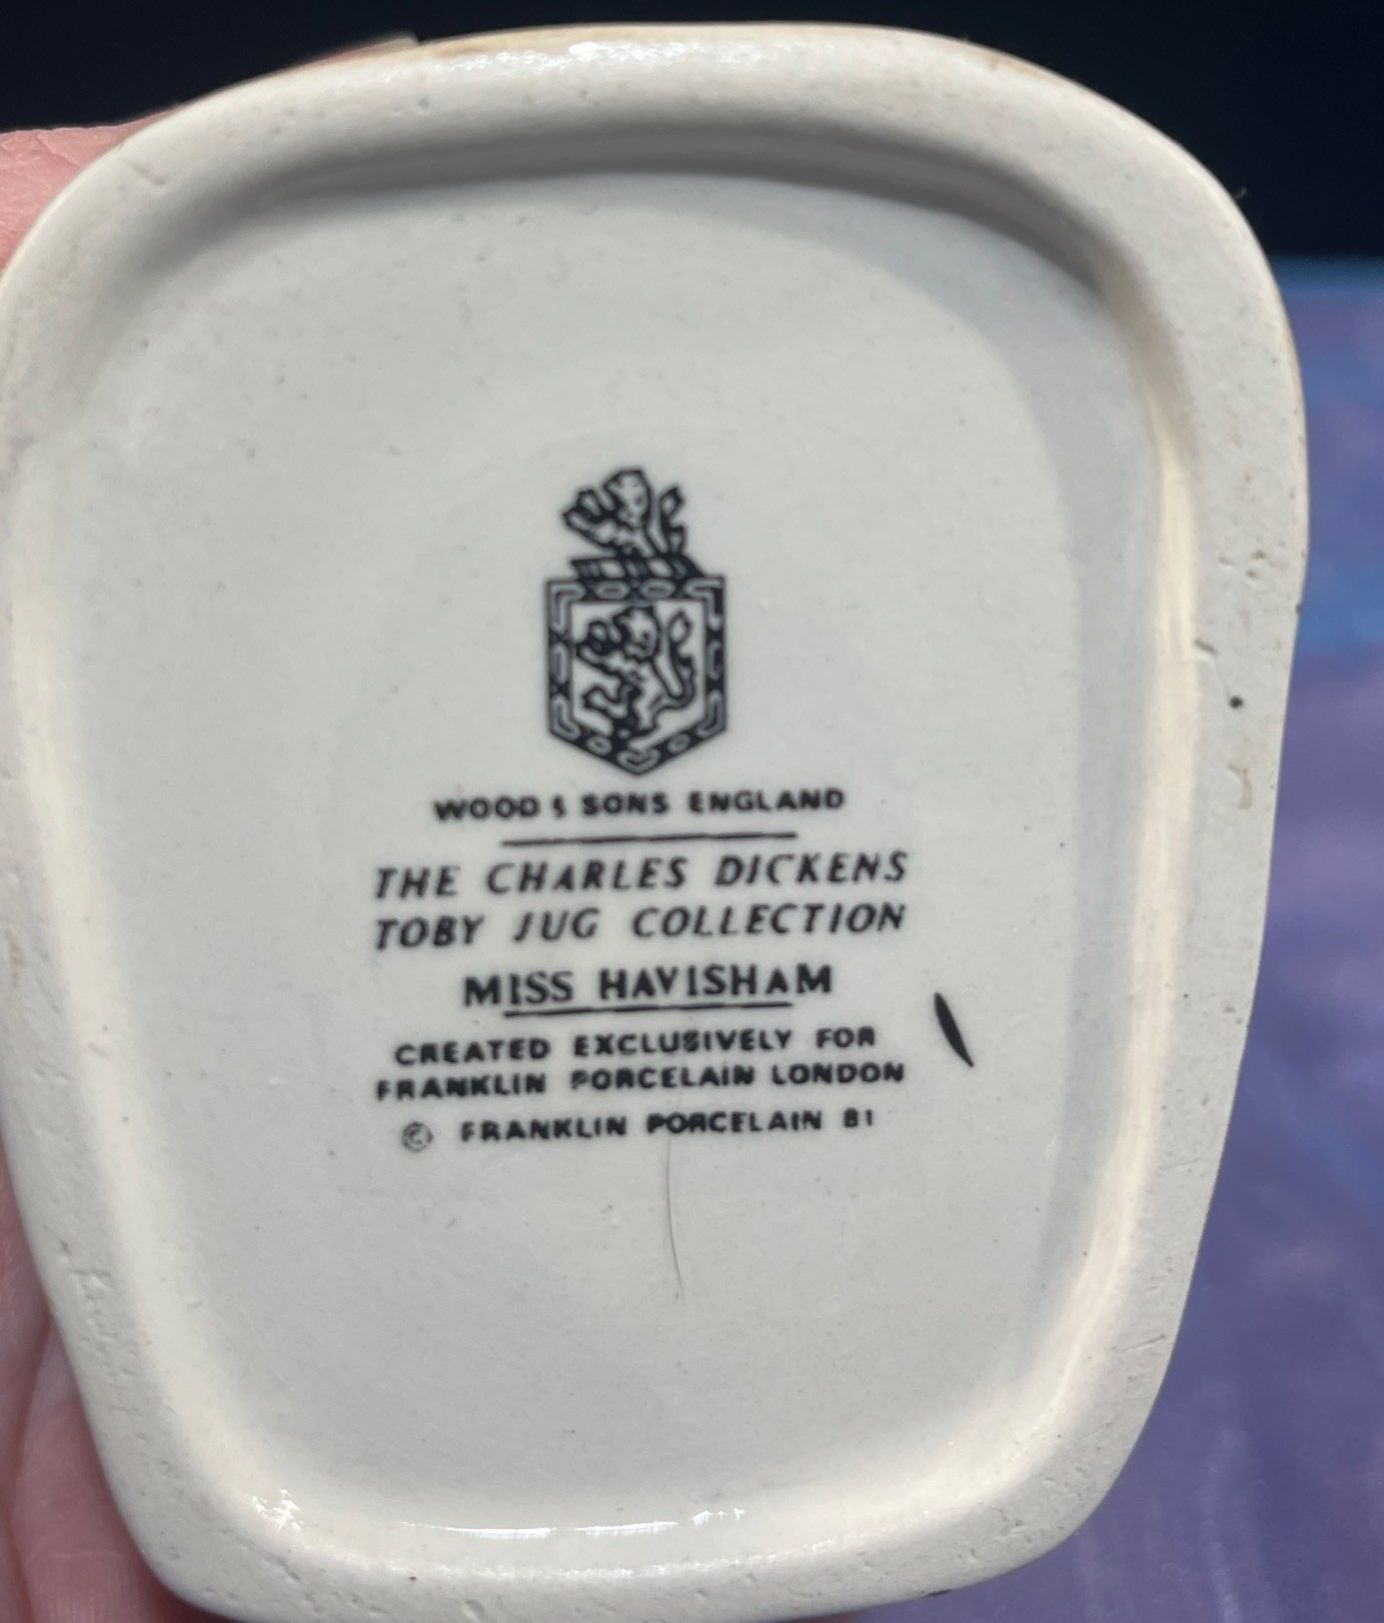 WOOD & SONS ENGLAND
THE CHARLES DICKENS
TOBY JUG COLLECTION
MISS HAVISHAM
CREATED EXCLUSIVELY FOR
FRANKLIN PORCELAIN LONDON
© FRANKLIN PORCELAIN 81